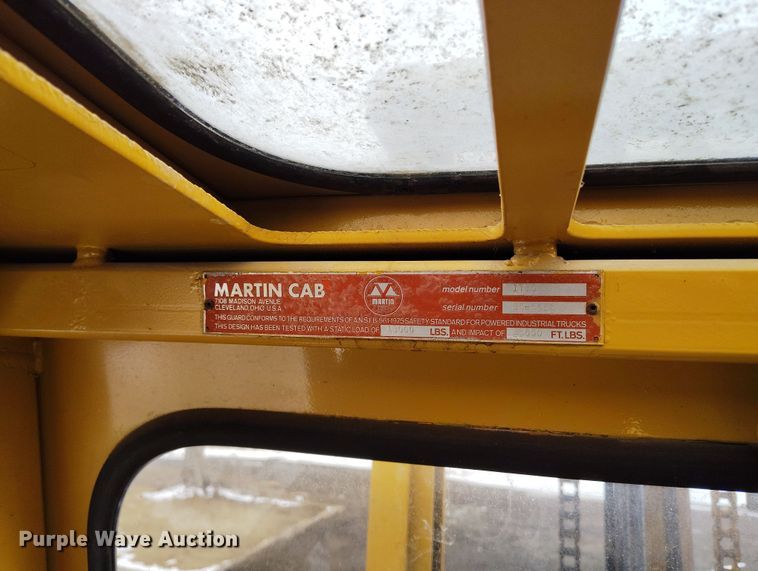 MARTIN CAB
7108 MADISON AVENUE
CLEVELAND, OHIO U.S.A.
MARTIN
model number
serial number
THIS GUARD CONFORMS TO THE REQUIREMENTS OF A.N.S.I. B 56.1 1975 SAFETY STANDARD FOR POWERED INDUSTRIAL TRUCKS
THIS DESIGN HAS BEEN TESTED WITH A STATIC LOAD OF LBS. AND IMPACT OF FT. LBS.
Purple Wave Auction